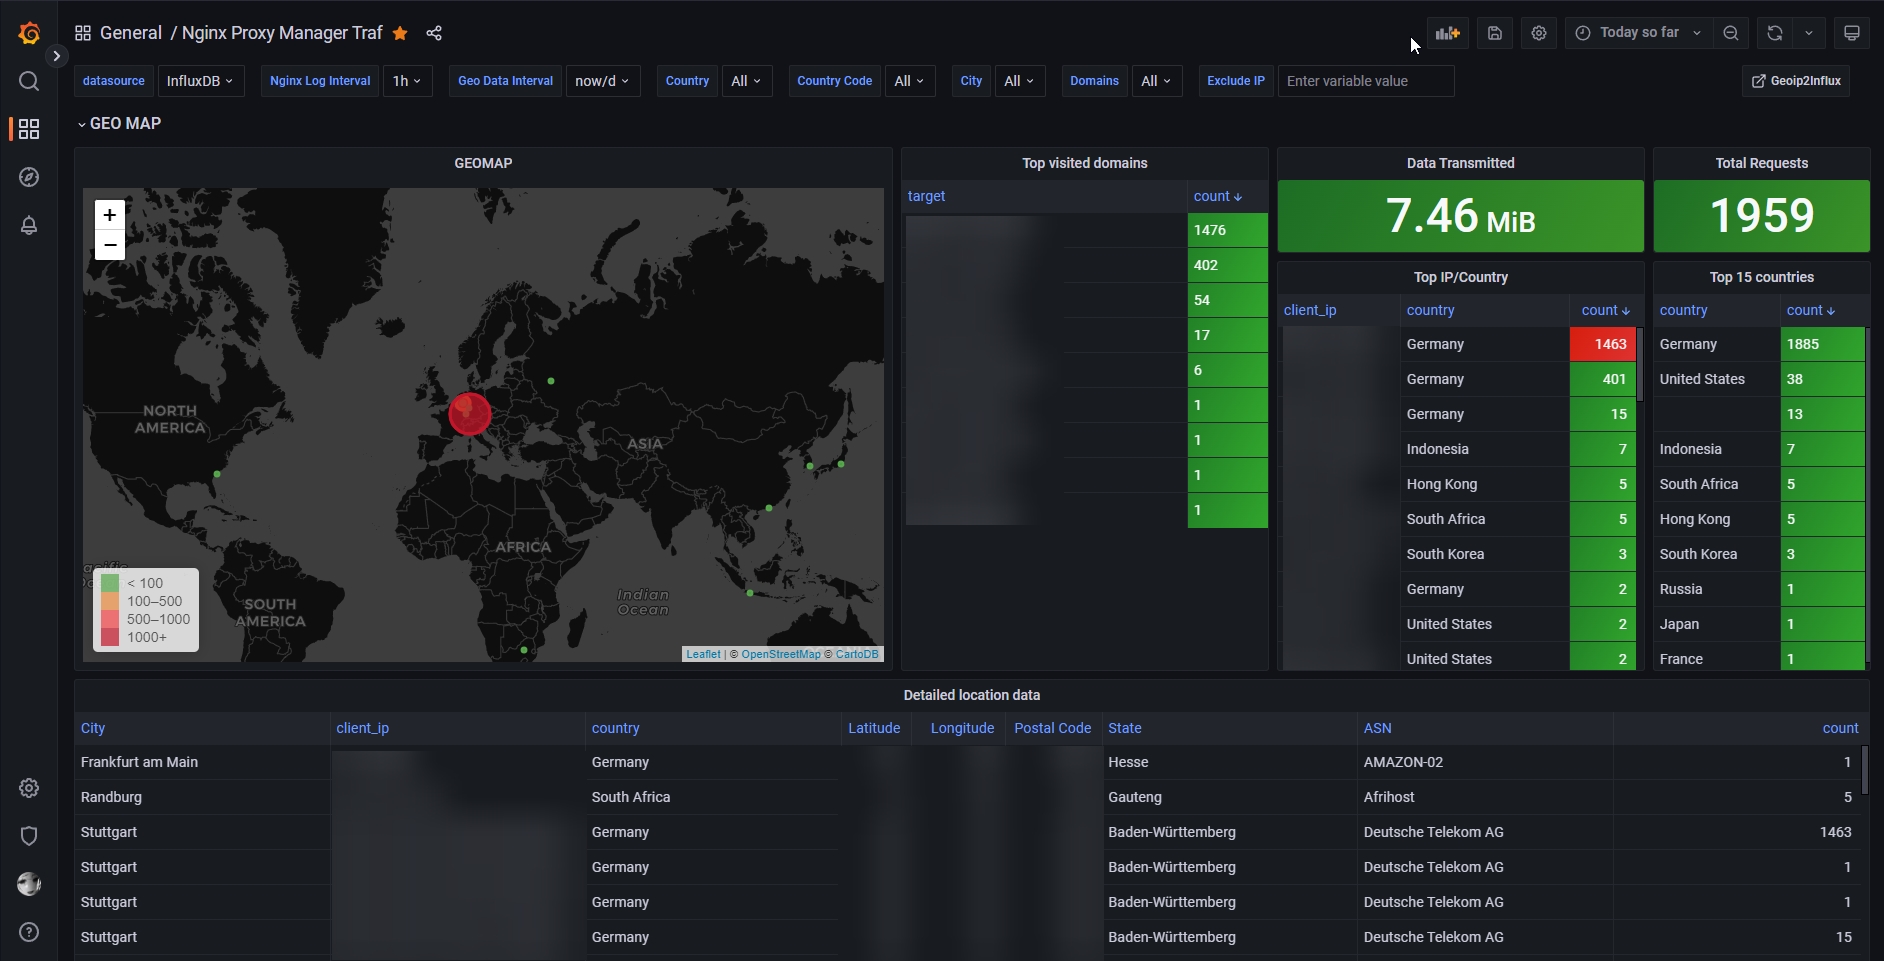 General / Nginx Proxy Manager Traf
Today so far
datasource InfluxDB Nginx Log Interval 1h Geo Data Interval now/d Country All Country Code All City All Domains All Exclude IP Enter variable value Geoip2Influx
GEO MAP
GEOMAP
+
−
NORTH
AMERICA
ASIA
AFRICA
Indian
Ocean
SOUTH
AMERICA
< 100
100–500
500–1000
1000+
Leaflet | © OpenStreetMap © CartoDB
Top visited domains
target count
1476
402
54
17
6
1
1
1
1
Data Transmitted
7.46 MiB
Total Requests
1959
Top IP/Country
client_ip country count
Germany 1463
Germany 401
Germany 15
Indonesia 7
Hong Kong 5
South Africa 5
South Korea 3
Germany 2
United States 2
United States 2
Top 15 countries
country count
Germany 1885
United States 38
13
Indonesia 7
South Africa 5
Hong Kong 5
South Korea 3
Russia 1
Japan 1
France 1
Detailed location data
City client_ip country Latitude Longitude Postal Code State ASN count
Frankfurt am Main Germany Hesse AMAZON-02 1
Randburg South Africa Gauteng Afrihost 5
Stuttgart Germany Baden-Württemberg Deutsche Telekom AG 1463
Stuttgart Germany Baden-Württemberg Deutsche Telekom AG 1
Stuttgart Germany Baden-Württemberg Deutsche Telekom AG 1
Stuttgart Germany Baden-Württemberg Deutsche Telekom AG 15